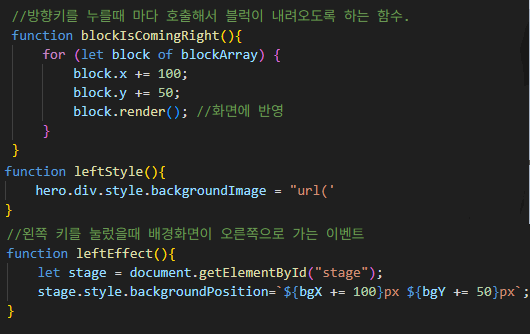 //방향키를 누를때 마다 호출해서 블럭이 내려오도록 하는 함수.
function blockIsComingRight(){
    for (let block of blockArray) {
        block.x += 100;
        block.y += 50;
        block.render(); //화면에 반영
    }
}
function leftStyle(){
    hero.div.style.backgroundImage = "url('
}
//왼쪽 키를 눌렀을때 배경화면이 오른쪽으로 가는 이벤트
function leftEffect(){
    let stage = document.getElementById("stage");
    stage.style.backgroundPosition=`${bgX += 100}px ${bgY += 50}px`;
}